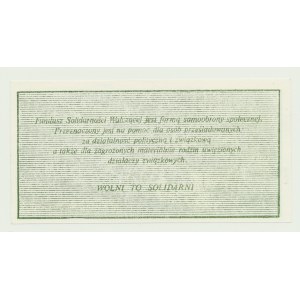 Fundusz Solidarności Walczącej jest formą samoobrony społecznej.
Przeznaczony jest na pomoc dla osób prześladowanych
za działalność polityczną i związkową
a także dla zagrożonych materialnie rodzin uwięzionych
działaczy związkowych.
WOLNI TO SOLIDARNI